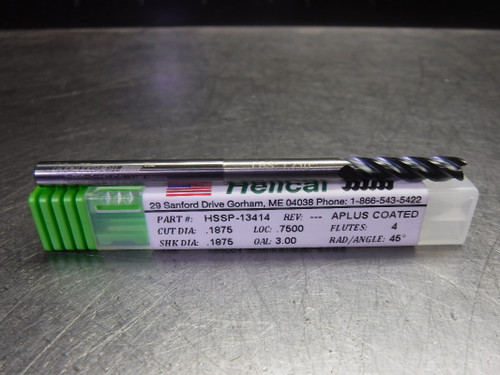 Helical
29 Sanford Drive Gorham, ME 04038 Phone: 1-866-543-5422
PART #: HSSP-13414 REV: --- APLUS COATED
CUT DIA: .1875 LOC: .7500 FLUTES: 4
SHK DIA: .1875 OAL: 3.00 RAD/ANGLE: 45°